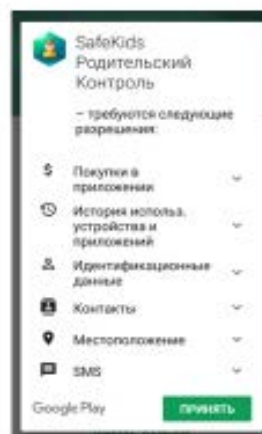 SafeKids
Родительский
Контроль
– требуются следующие
разрешения:
$ Покупки в
приложении
История использ.
устройства и
приложений
Идентификационные
данные
Контакты
Местоположение
SMS
Google Play
ПРИНЯТЬ